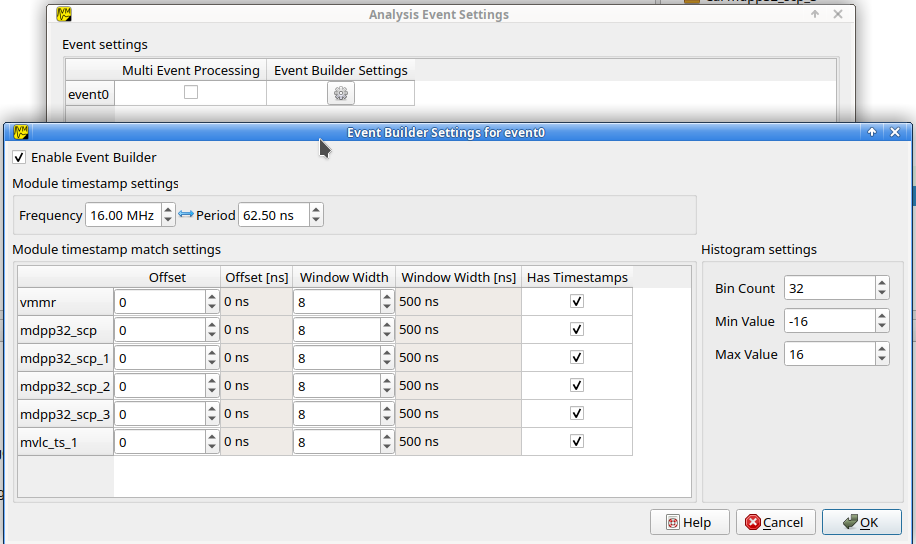 Analysis Event Settings
Event settings
Multi Event Processing Event Builder Settings
event0
Event Builder Settings for event0
Enable Event Builder
Module timestamp settings
Frequency 16.00 MHz Period 62.50 ns
Module timestamp match settings
Offset Offset [ns] Window Width Window Width [ns] Has Timestamps
vmmr 0 0 ns 8 500 ns
mdpp32_scp 0 0 ns 8 500 ns
mdpp32_scp_1 0 0 ns 8 500 ns
mdpp32_scp_2 0 0 ns 8 500 ns
mdpp32_scp_3 0 0 ns 8 500 ns
mvlc_ts_1 0 0 ns 8 500 ns
Histogram settings
Bin Count 32
Min Value -16
Max Value 16
Help Cancel OK